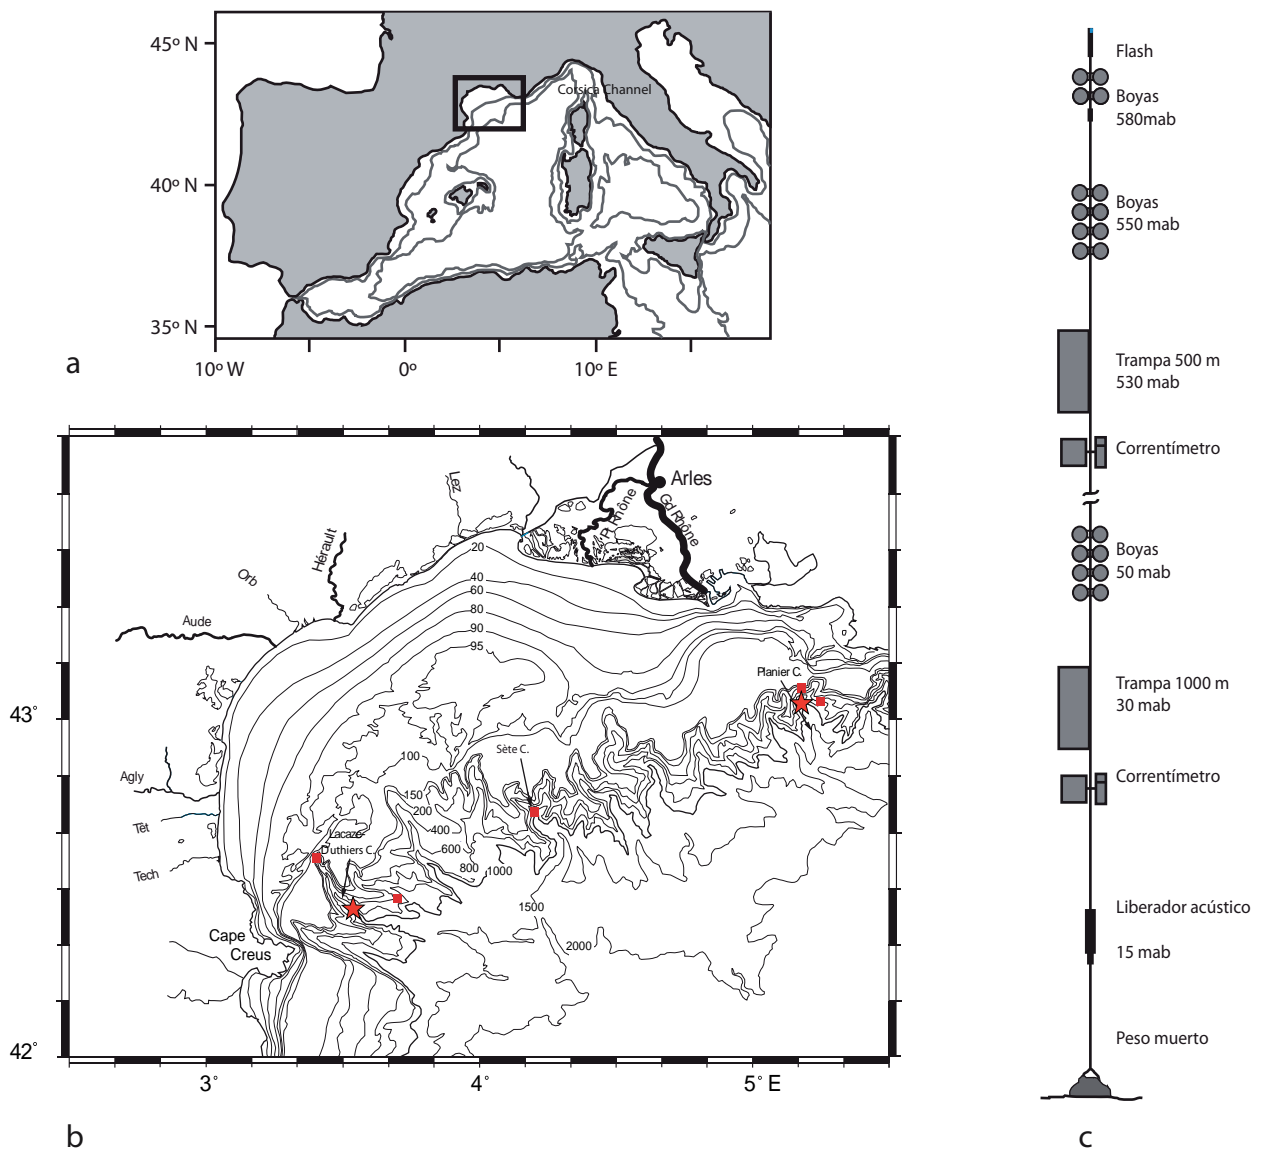 45º N
40º N
35º N
10º W
0º
10º E
Corsica Channel
a
Arles
P. Rhône
Gd Rhône
Lez
Hérault
Orb
Aude
Agly
Têt
Tech
Cape
Creus
20
40
60
80
90
95
100
150
200
400
600
800
1000
1500
2000
Planier C.
Sète C.
Lacaze-
D'uthiers C.
43°
42°
3°
4°
5° E
b
Flash
Boyas
580mab
Boyas
550 mab
Trampa 500 m
530 mab
Correntímetro
Boyas
50 mab
Trampa 1000 m
30 mab
Correntímetro
Liberador acústico
15 mab
Peso muerto
c